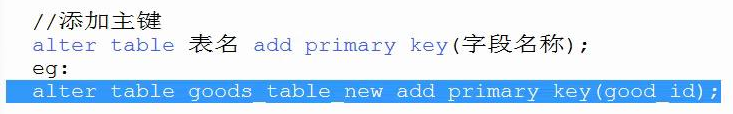 //添加主键
alter table 表名 add primary key(字段名称);
eg:
alter table goods_table_new add primary key(good_id);